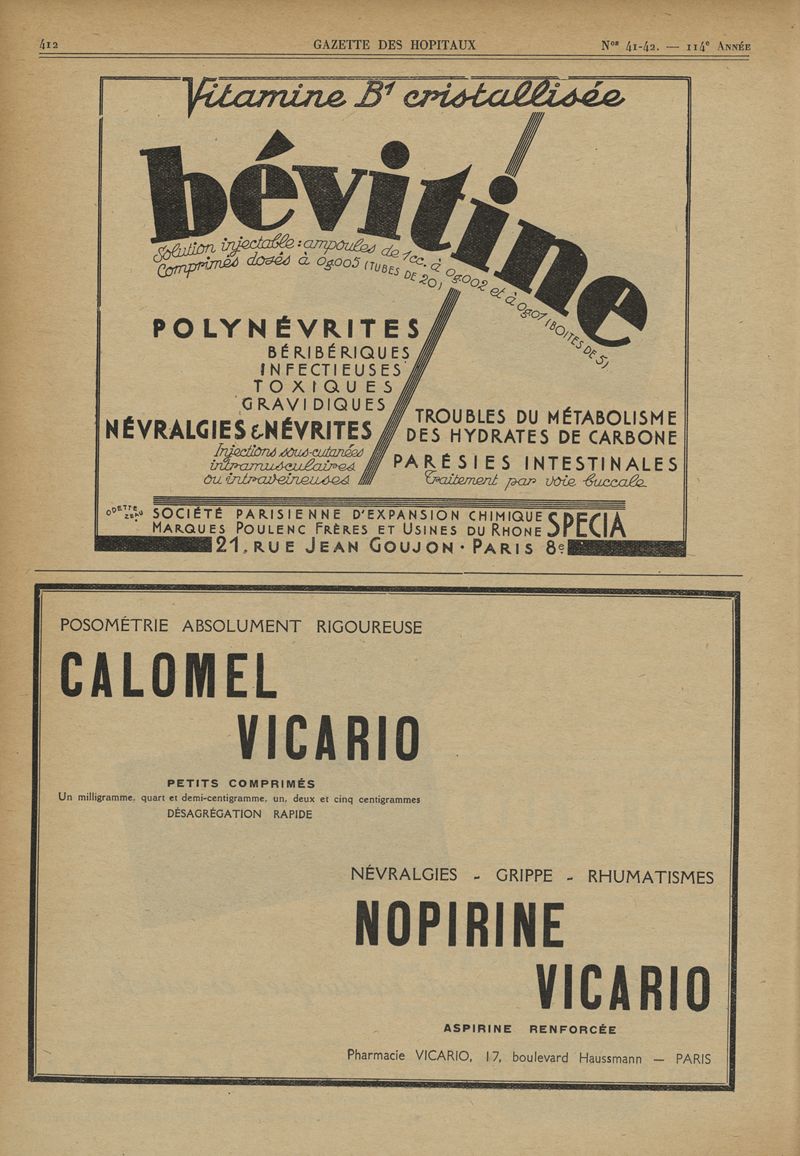 412
GAZETTE DES HOPITAUX
Nos 41-42. — 114e ANNÉE
Vitamine B1 cristallisée
bévitine
Solution injectable : ampoules de 1cc. à 0g002 et à 0g01 (BOITES DE 5)
Comprimés dosés à 0g005 (TUBES DE 20)
POLYNÉVRITES
BÉRIBÉRIQUES
INFECTIEUSES
TOXIQUES
GRAVIDIQUES
NÉVRALGIES & NÉVRITES
Injections sous-cutanées
intramusculaires
ou intraveineuses
TROUBLES DU MÉTABOLISME
DES HYDRATES DE CARBONE
PARÉSIES INTESTINALES
Traitement par voie buccale
ODETTE
ZEAU
SOCIÉTÉ PARISIENNE D'EXPANSION CHIMIQUE
MARQUES POULENC FRÈRES ET USINES DU RHONE
SPECIA
21, RUE JEAN GOUJON · PARIS 8e
POSOMÉTRIE ABSOLUMENT RIGOUREUSE
CALOMEL
VICARIO
PETITS COMPRIMÉS
Un milligramme, quart et demi-centigramme, un, deux et cinq centigrammes
DÉSAGRÉGATION RAPIDE
NÉVRALGIES - GRIPPE - RHUMATISMES
NOPIRINE
VICARIO
ASPIRINE RENFORCÉE
Pharmacie VICARIO, 17, boulevard Haussmann — PARIS